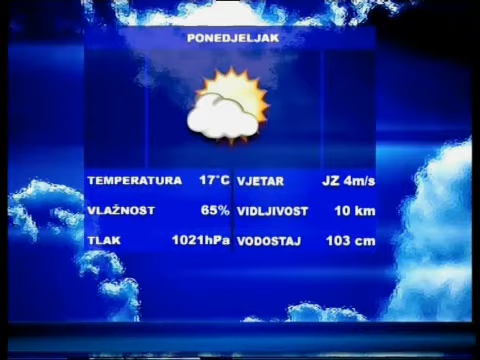 PONEDJELJAK
TEMPERATURA 17°C VJETAR JZ 4m/s
VLAŽNOST 65% VIDLJIVOST 10 km
TLAK 1021hPa VODOSTAJ 103 cm